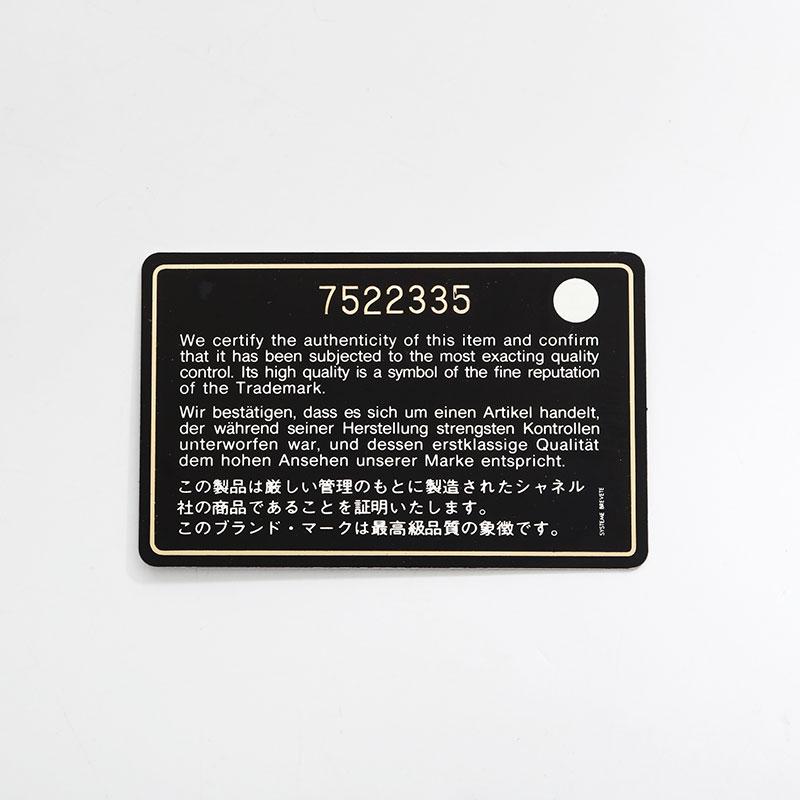 7522335
We certify the authenticity of this item and confirm
that it has been subjected to the most exacting quality
control. Its high quality is a symbol of the fine reputation
of the Trademark.
Wir bestätigen, dass es sich um einen Artikel handelt,
der während seiner Herstellung strengsten Kontrollen
unterworfen war, und dessen erstklassige Qualität
dem hohen Ansehen unserer Marke entspricht.
この製品は厳しい管理のもとに製造されたシャネル
社の商品であることを証明いたします。
このブランド・マークは最高級品質の象徴です。
SYSTEME BREVETE